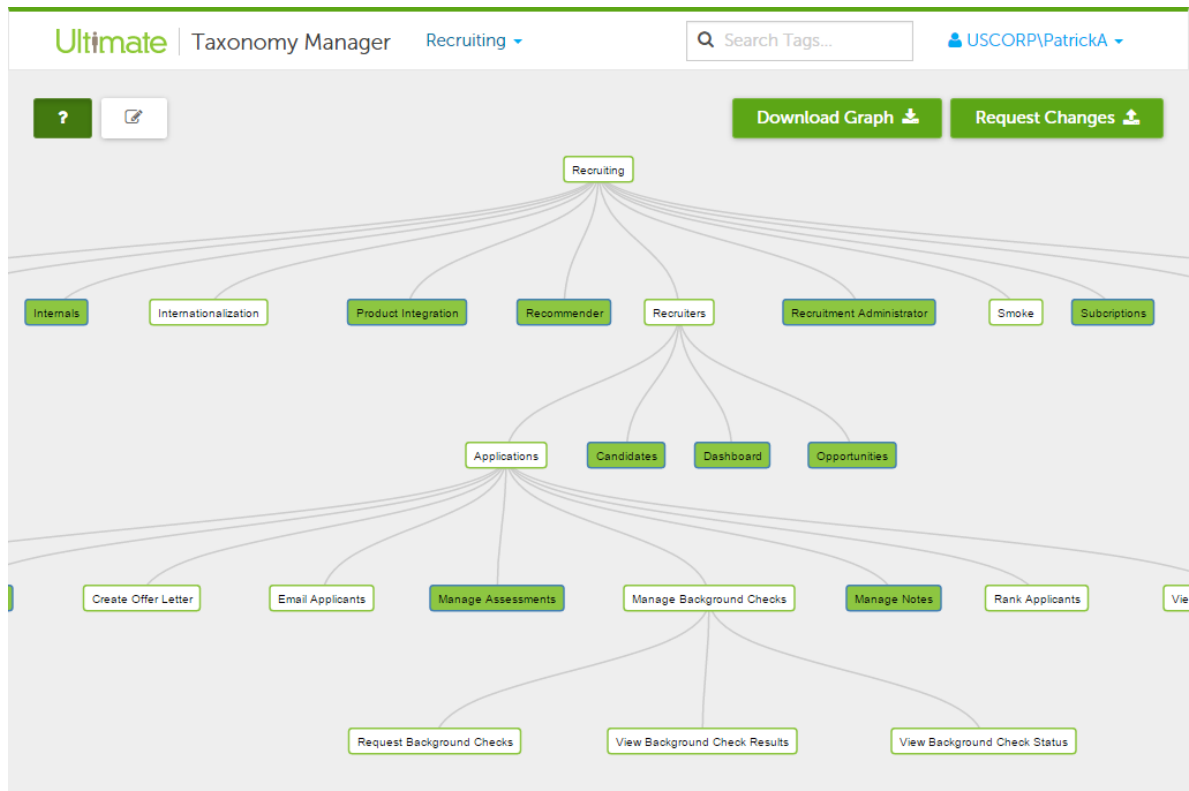 Ultimate Taxonomy Manager Recruiting Search Tags... USCORP\PatrickA
? Download Graph Request Changes
Recruiting
Internals Internationalization Product Integration Recommender Recruiters Recruitment Administrator Smoke Subcriptions
Applications Candidates Dashboard Opportunities
Create Offer Letter Email Applicants Manage Assessments Manage Background Checks Manage Notes Rank Applicants Vie
Request Background Checks View Background Check Results View Background Check Status